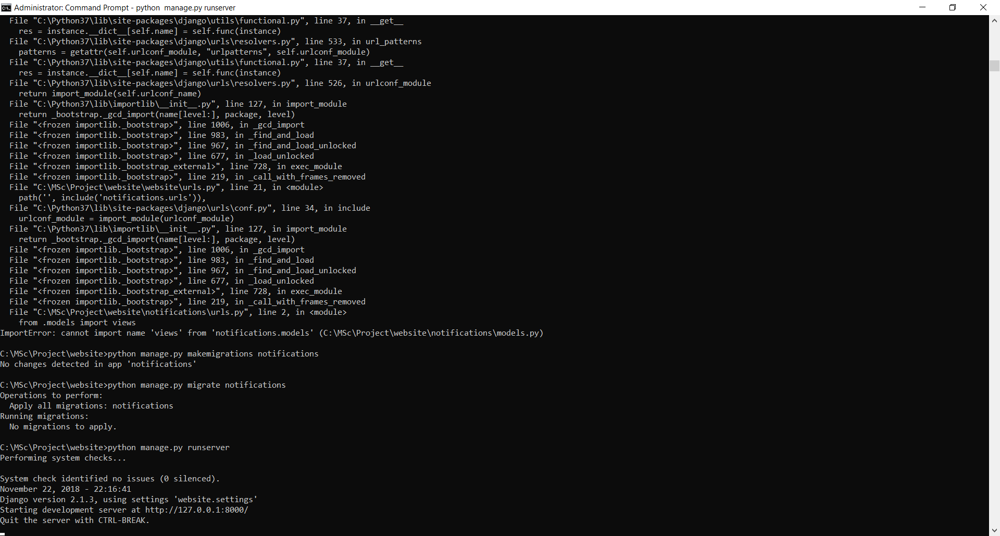 Administrator: Command Prompt - python  manage.py runserver
  File "C:\Python37\lib\site-packages\django\utils\functional.py", line 37, in __get__
    res = instance.__dict__[self.name] = self.func(instance)
  File "C:\Python37\lib\site-packages\django\urls\resolvers.py", line 533, in url_patterns
    patterns = getattr(self.urlconf_module, "urlpatterns", self.urlconf_module)
  File "C:\Python37\lib\site-packages\django\utils\functional.py", line 37, in __get__
    res = instance.__dict__[self.name] = self.func(instance)
  File "C:\Python37\lib\site-packages\django\urls\resolvers.py", line 526, in urlconf_module
    return import_module(self.urlconf_name)
  File "C:\Python37\lib\importlib\__init__.py", line 127, in import_module
    return _bootstrap._gcd_import(name[level:], package, level)
  File "<frozen importlib._bootstrap>", line 1006, in _gcd_import
  File "<frozen importlib._bootstrap>", line 983, in _find_and_load
  File "<frozen importlib._bootstrap>", line 967, in _find_and_load_unlocked
  File "<frozen importlib._bootstrap>", line 677, in _load_unlocked
  File "<frozen importlib._bootstrap_external>", line 728, in exec_module
  File "<frozen importlib._bootstrap>", line 219, in _call_with_frames_removed
  File "C:\MSc\Project\website\website\urls.py", line 21, in <module>
    path('', include('notifications.urls')),
  File "C:\Python37\lib\site-packages\django\urls\conf.py", line 34, in include
    urlconf_module = import_module(urlconf_module)
  File "C:\Python37\lib\importlib\__init__.py", line 127, in import_module
    return _bootstrap._gcd_import(name[level:], package, level)
  File "<frozen importlib._bootstrap>", line 1006, in _gcd_import
  File "<frozen importlib._bootstrap>", line 983, in _find_and_load
  File "<frozen importlib._bootstrap>", line 967, in _find_and_load_unlocked
  File "<frozen importlib._bootstrap>", line 677, in _load_unlocked
  File "<frozen importlib._bootstrap_external>", line 728, in exec_module
  File "<frozen importlib._bootstrap>", line 219, in _call_with_frames_removed
  File "C:\MSc\Project\website\notifications\urls.py", line 2, in <module>
    from .models import views
ImportError: cannot import name 'views' from 'notifications.models' (C:\MSc\Project\website\notifications\models.py)

C:\MSc\Project\website>python manage.py makemigrations notifications
No changes detected in app 'notifications'

C:\MSc\Project\website>python manage.py migrate notifications
Operations to perform:
  Apply all migrations: notifications
Running migrations:
  No migrations to apply.

C:\MSc\Project\website>python manage.py runserver
Performing system checks...

System check identified no issues (0 silenced).
November 22, 2018 - 22:16:41
Django version 2.1.3, using settings 'website.settings'
Starting development server at http://127.0.0.1:8000/
Quit the server with CTRL-BREAK.